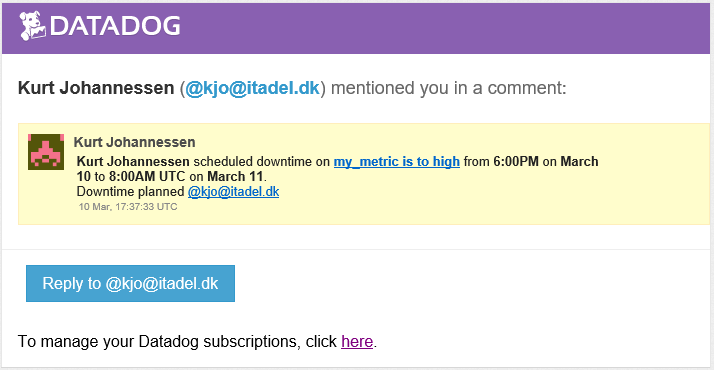 DATADOG
Kurt Johannessen (@kjo@itadel.dk) mentioned you in a comment:
Kurt Johannessen
Kurt Johannessen scheduled downtime on my_metric is to high from 6:00PM on March
10 to 8:00AM UTC on March 11.
Downtime planned @kjo@itadel.dk
10 Mar, 17:37:33 UTC
Reply to @kjo@itadel.dk
To manage your Datadog subscriptions, click here.